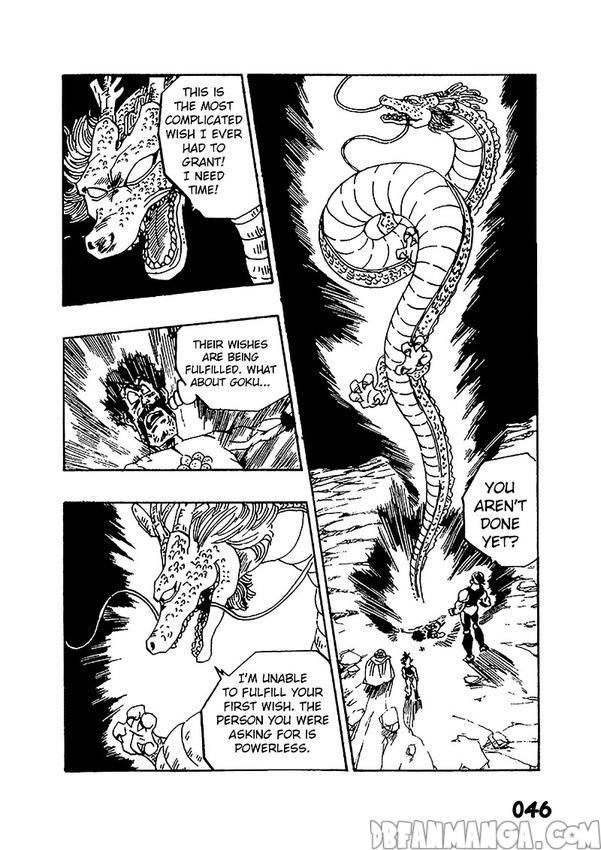 THIS IS
THE MOST
COMPLICATED
WISH I EVER
HAD TO
GRANT!
I NEED
TIME!
YOU
AREN'T
DONE
YET?
THEIR WISHES
ARE BEING
FULFILLED. WHAT
ABOUT GOKU...
I'M UNABLE
TO FULFILL YOUR
FIRST WISH. THE
PERSON YOU WERE
ASKING FOR IS
POWERLESS.
046
DBFANMANGA.COM